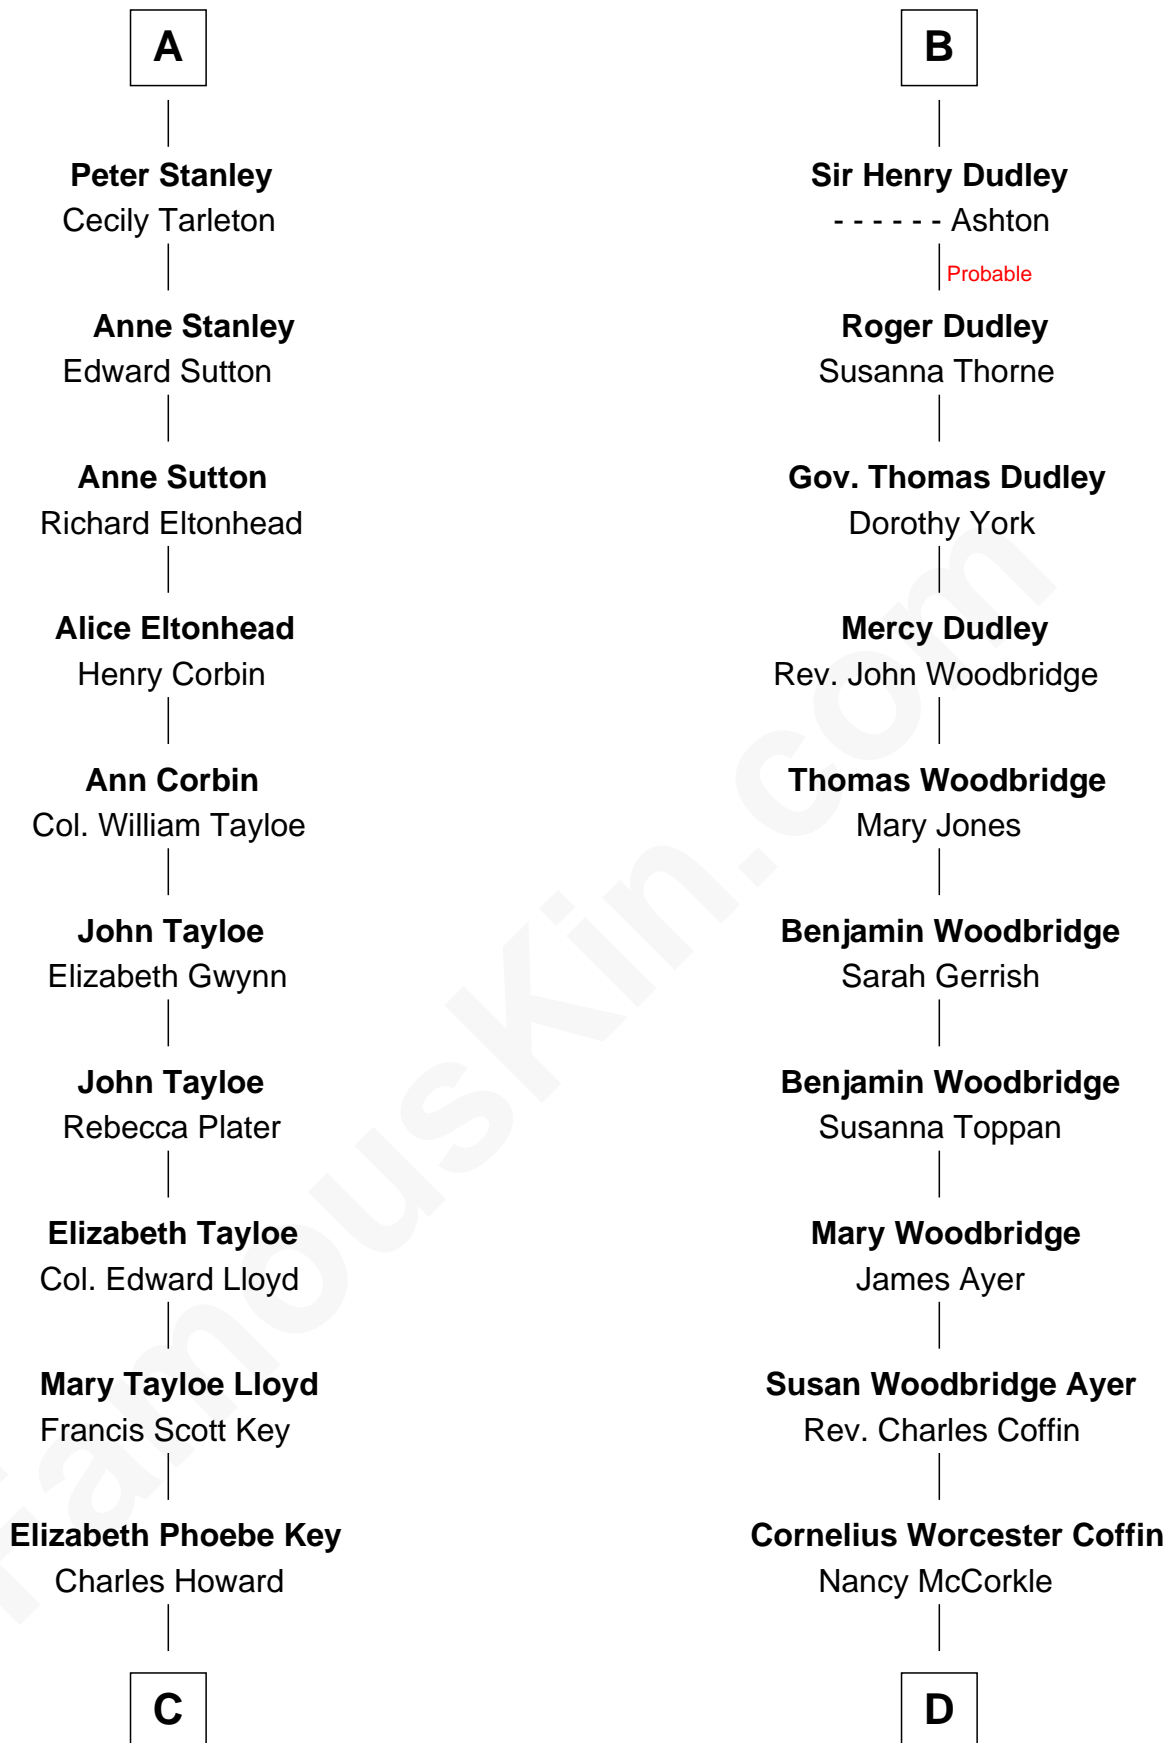 A
Peter Stanley
Cecily Tarleton
Anne Stanley
Edward Sutton
Anne Sutton
Richard Eltonhead
Alice Eltonhead
Henry Corbin
Ann Corbin
Col. William Tayloe
John Tayloe
Elizabeth Gwynn
John Tayloe
Rebecca Plater
Elizabeth Tayloe
Col. Edward Lloyd
Mary Tayloe Lloyd
Francis Scott Key
Elizabeth Phoebe Key
Charles Howard
C
B
Sir Henry Dudley
- - - - - - Ashton
Probable
Roger Dudley
Susanna Thorne
Gov. Thomas Dudley
Dorothy York
Mercy Dudley
Rev. John Woodbridge
Thomas Woodbridge
Mary Jones
Benjamin Woodbridge
Sarah Gerrish
Benjamin Woodbridge
Susanna Toppan
Mary Woodbridge
James Ayer
Susan Woodbridge Ayer
Rev. Charles Coffin
Cornelius Worcester Coffin
Nancy McCorkle
D
FamousKin.com